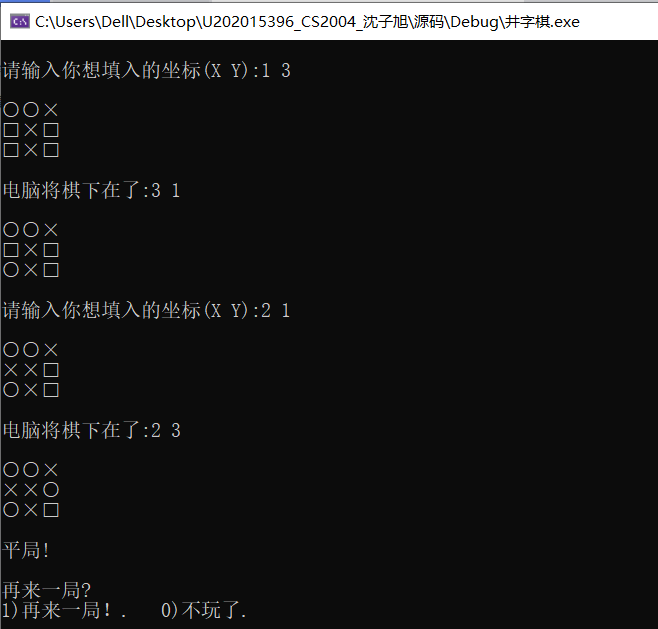 C:\Users\Dell\Desktop\U202015396_CS2004_沈子旭\源码\Debug\井字棋.exe
请输入你想填入的坐标(X Y):1 3
○○×
□×□
□×□
电脑将棋下在了:3 1
○○×
□×□
○×□
请输入你想填入的坐标(X Y):2 1
○○×
××□
○×□
电脑将棋下在了:2 3
○○×
××○
○×□
平局!
再来一局?
1)再来一局! .   0)不玩了.